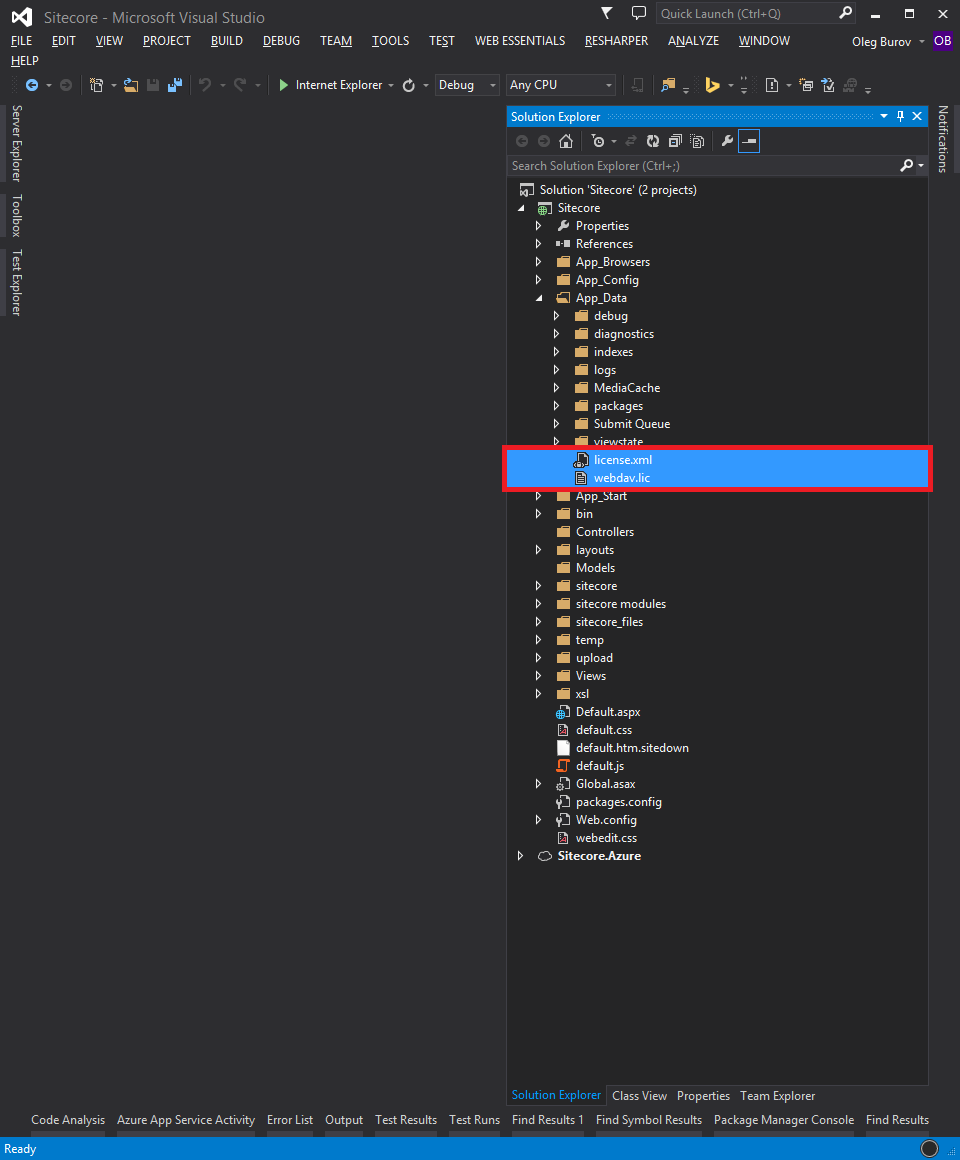 Sitecore - Microsoft Visual Studio
Quick Launch (Ctrl+Q)
FILE EDIT VIEW PROJECT BUILD DEBUG TEAM TOOLS TEST WEB ESSENTIALS RESHARPER ANALYZE WINDOW
Oleg Burov OB
HELP
Internet Explorer Debug Any CPU
Server Explorer
Toolbox
Test Explorer
Solution Explorer
Search Solution Explorer (Ctrl+;)
Solution 'Sitecore' (2 projects)
Sitecore
Properties
References
App_Browsers
App_Config
App_Data
debug
diagnostics
indexes
logs
MediaCache
packages
Submit Queue
viewstate
license.xml
webdav.lic
App_Start
bin
Controllers
layouts
Models
sitecore
sitecore modules
sitecore_files
temp
upload
Views
xsl
Default.aspx
default.css
default.htm.sitedown
default.js
Global.asax
packages.config
Web.config
webedit.css
Sitecore.Azure
Notifications
Solution Explorer Class View Properties Team Explorer
Code Analysis Azure App Service Activity Error List Output Test Results Test Runs Find Results 1 Find Symbol Results Package Manager Console Find Results
Ready